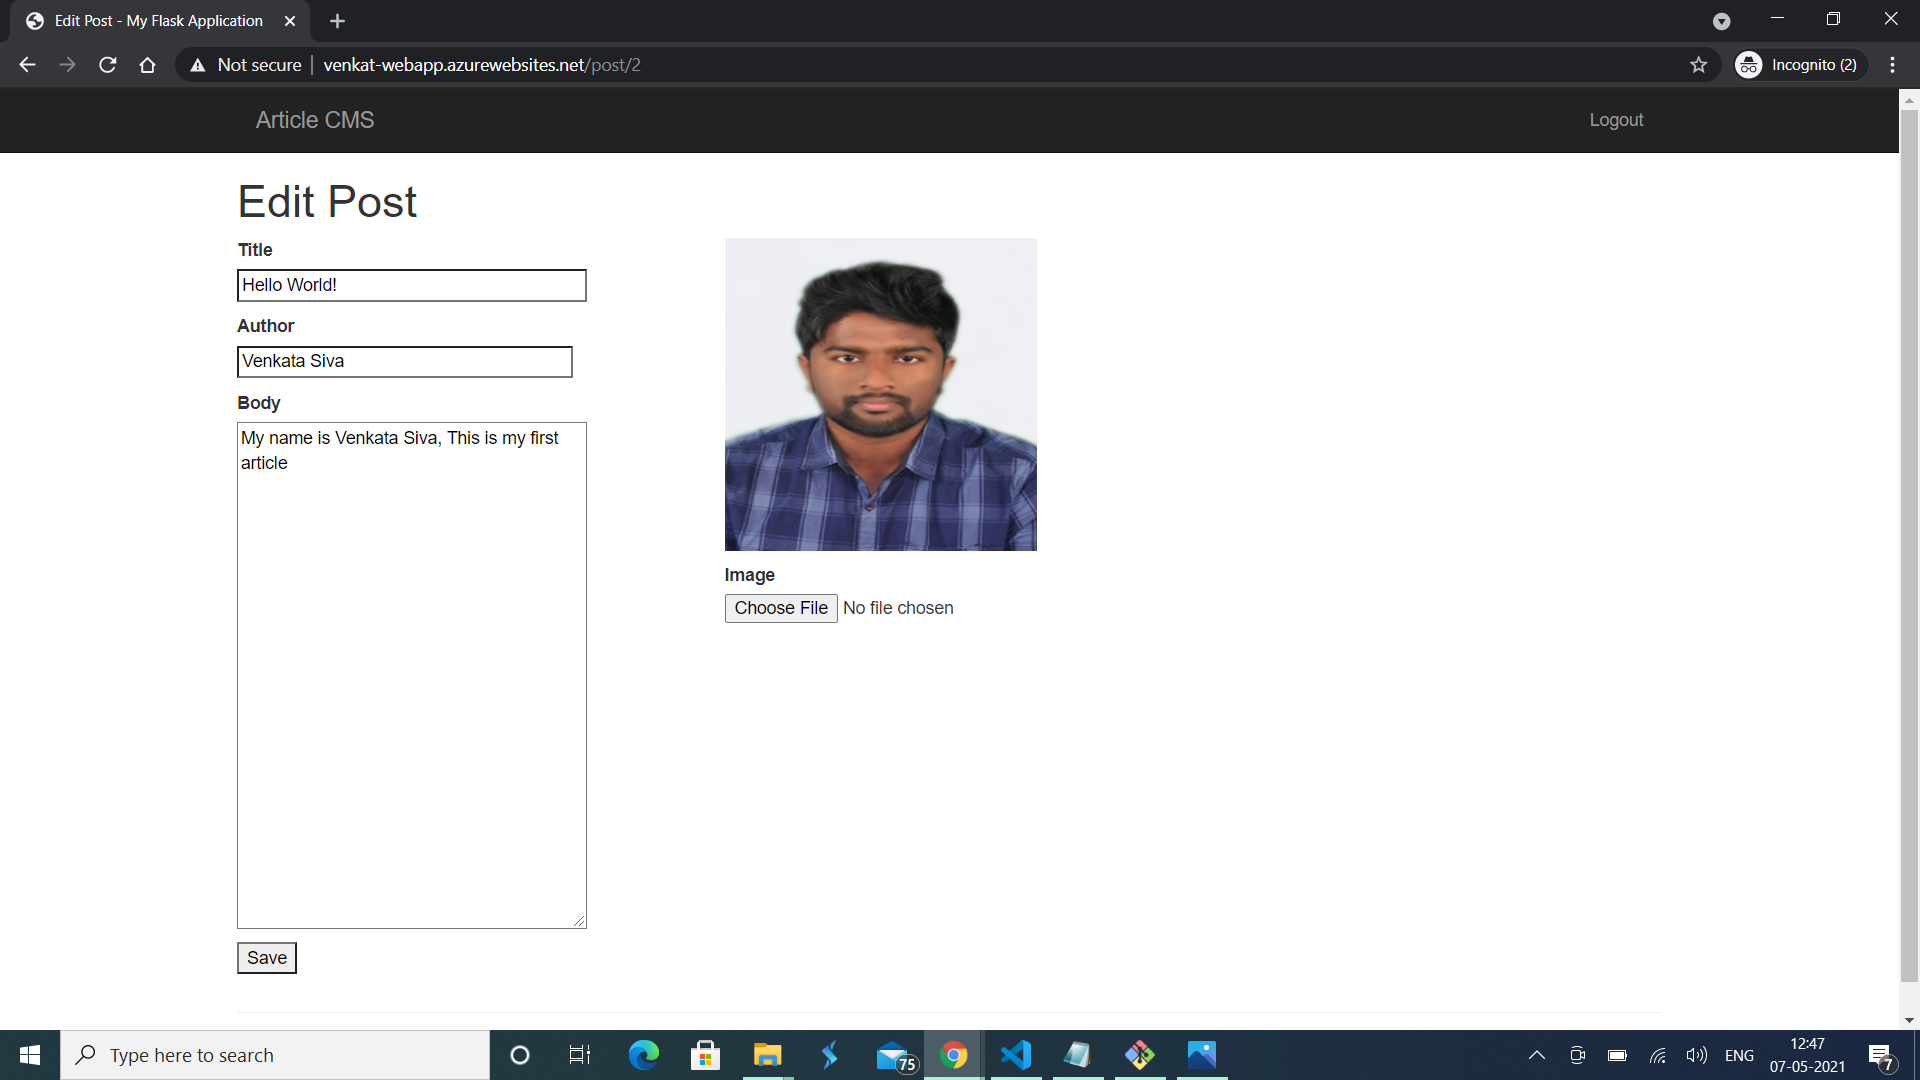 Edit Post - My Flask Application
Not secure venkat-webapp.azurewebsites.net/post/2
Incognito (2)
Article CMS
Logout
Edit Post
Title
Hello World!
Author
Venkata Siva
Body
My name is Venkata Siva, This is my first
article
Image
Choose File No file chosen
Save
Type here to search
75
ENG
12:47
07-05-2021
7